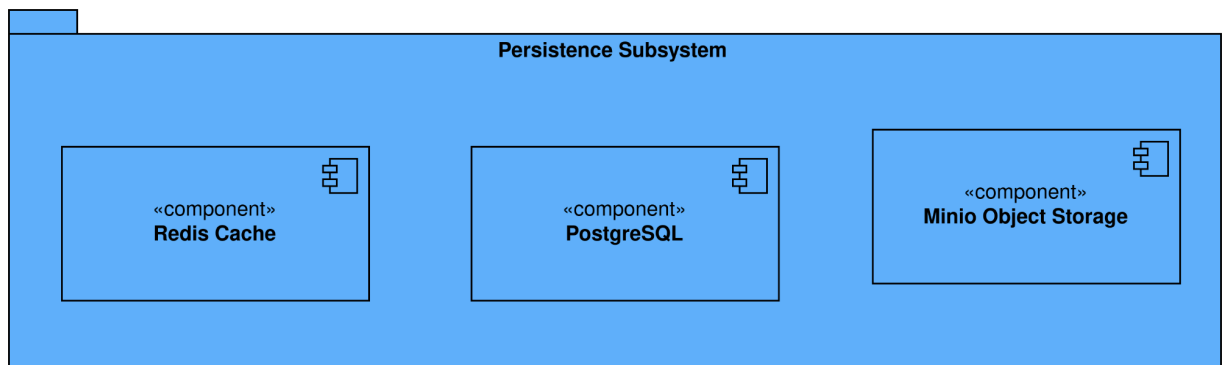 Persistence Subsystem
«component»
Redis Cache
«component»
PostgreSQL
«component»
Minio Object Storage